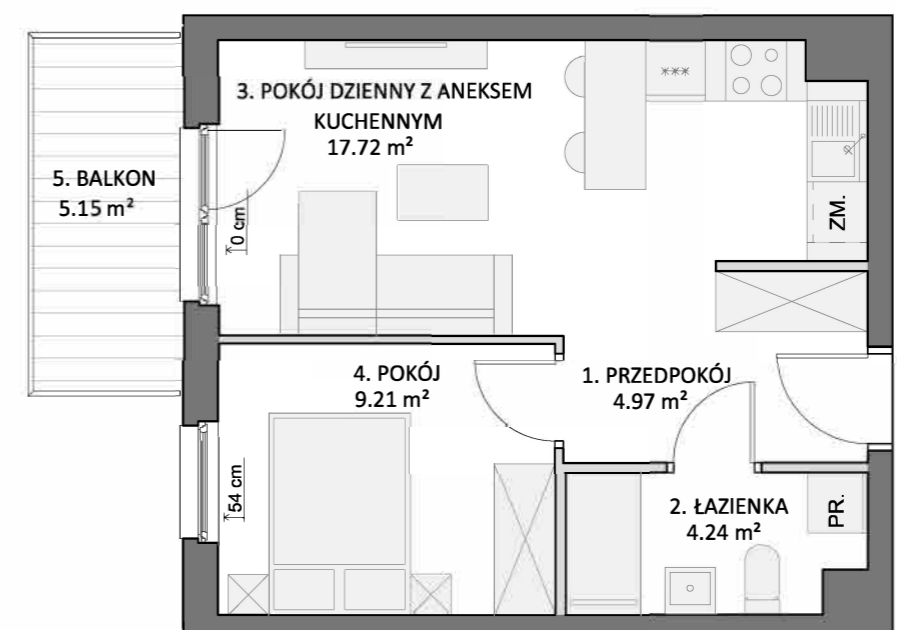 3. POKÓJ DZIENNY Z ANEKSEM
KUCHENNYM
17.72 m²
***
5. BALKON
5.15 m²
0 cm
ZM.
4. POKÓJ
9.21 m²
1. PRZEDPOKÓJ
4.97 m²
54 cm
2. ŁAZIENKA
4.24 m²
PR.